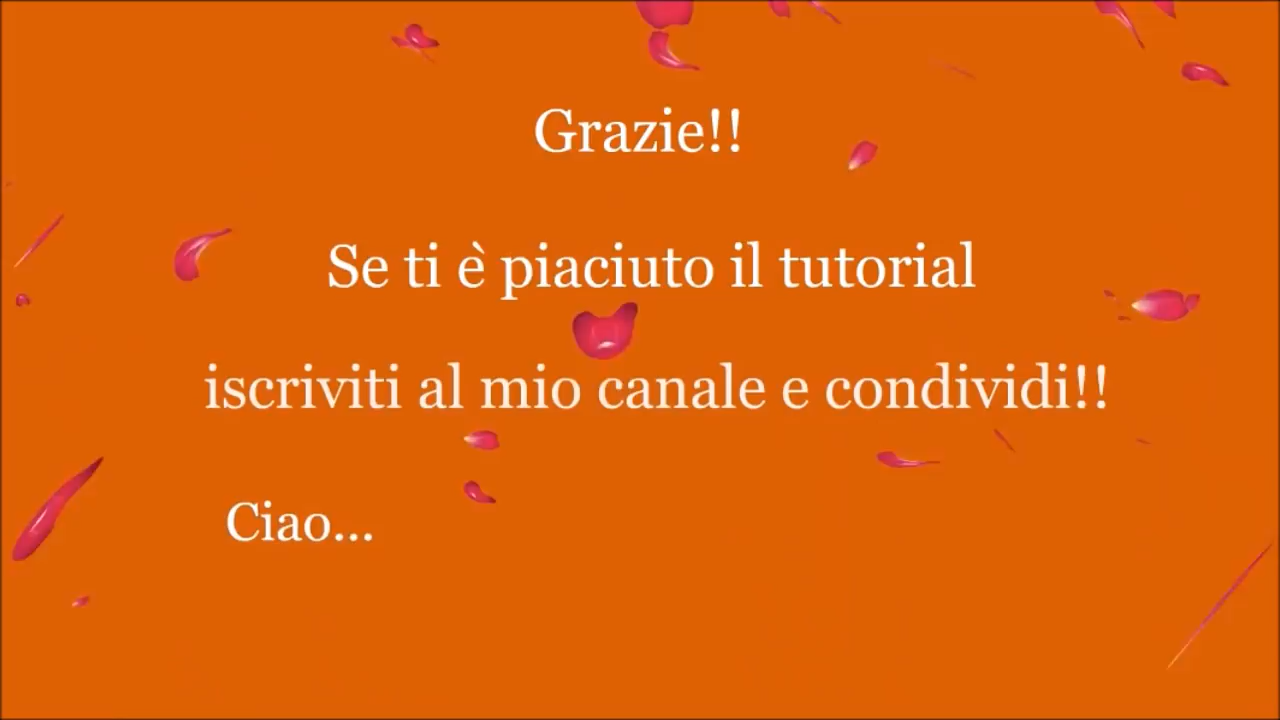 Grazie!!
Se ti è piaciuto il tutorial
iscriviti al mio canale e condividi!!
Ciao...